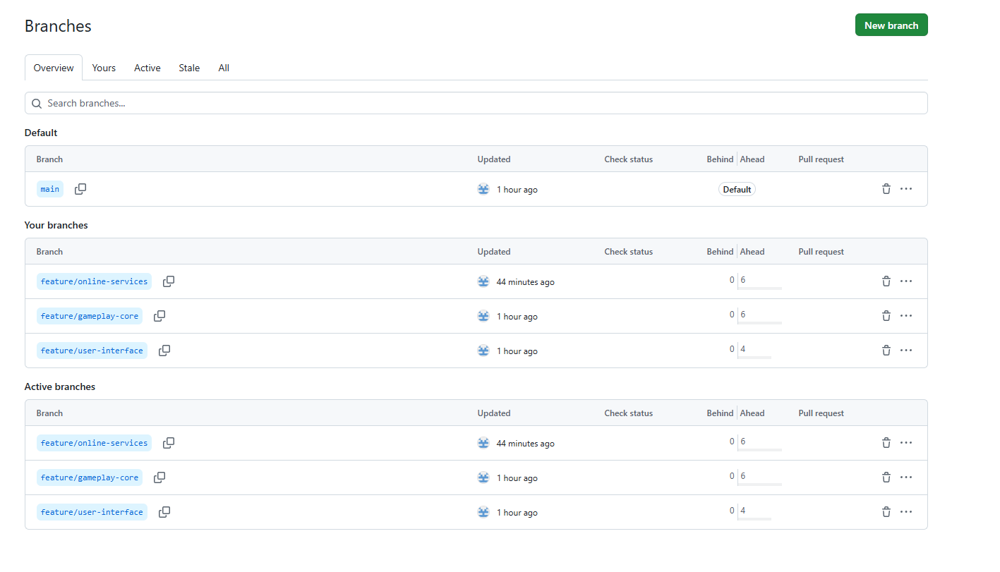 Branches
New branch
Overview Yours Active Stale All
Search branches...
Default
Branch Updated Check status Behind Ahead Pull request
main 1 hour ago Default
Your branches
Branch Updated Check status Behind Ahead Pull request
feature/online-services 44 minutes ago 0 6
feature/gameplay-core 1 hour ago 0 6
feature/user-interface 1 hour ago 0 4
Active branches
Branch Updated Check status Behind Ahead Pull request
feature/online-services 44 minutes ago 0 6
feature/gameplay-core 1 hour ago 0 6
feature/user-interface 1 hour ago 0 4